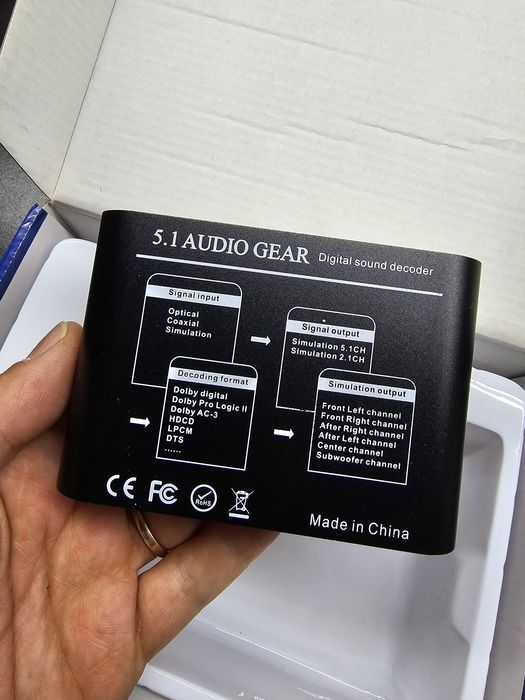 5.1 AUDIO GEAR Digital sound decoder
Signal input
Optical
Coaxial
Simulation
Signal output
Simulation 5.1CH
Simulation 2.1CH
Decoding format
Dolby digital
Dolby Pro Logic II
Dolby AC-3
HDCD
LPCM
DTS
......
Simulation output
Front Left channel
Front Right channel
After Right channel
After Left channel
Center channel
Subwoofer channel
CE FC RoHS
Made in China